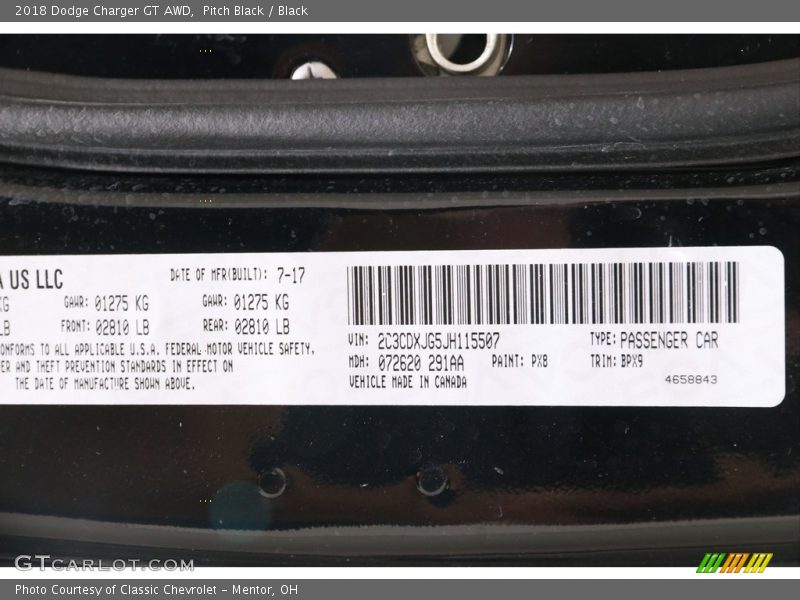 2018 Dodge Charger GT AWD, Pitch Black / Black
A US LLC
DATE OF MFR(BUILT): 7-17
KG GAWR: 01275 KG GAWR: 01275 KG
LB FRONT: 02810 LB REAR: 02810 LB
ONFORMS TO ALL APPLICABLE U.S.A. FEDERAL MOTOR VEHICLE SAFETY,
ER AND THEFT PREVENTION STANDARDS IN EFFECT ON
THE DATE OF MANUFACTURE SHOWN ABOVE.
VIN: 2C3CDXJG5JH115507 TYPE: PASSENGER CAR
MDH: 072620 291AA PAINT: PX8 TRIM: BPX9
VEHICLE MADE IN CANADA 4658843
GTCARLOT.COM
Photo Courtesy of Classic Chevrolet - Mentor, OH